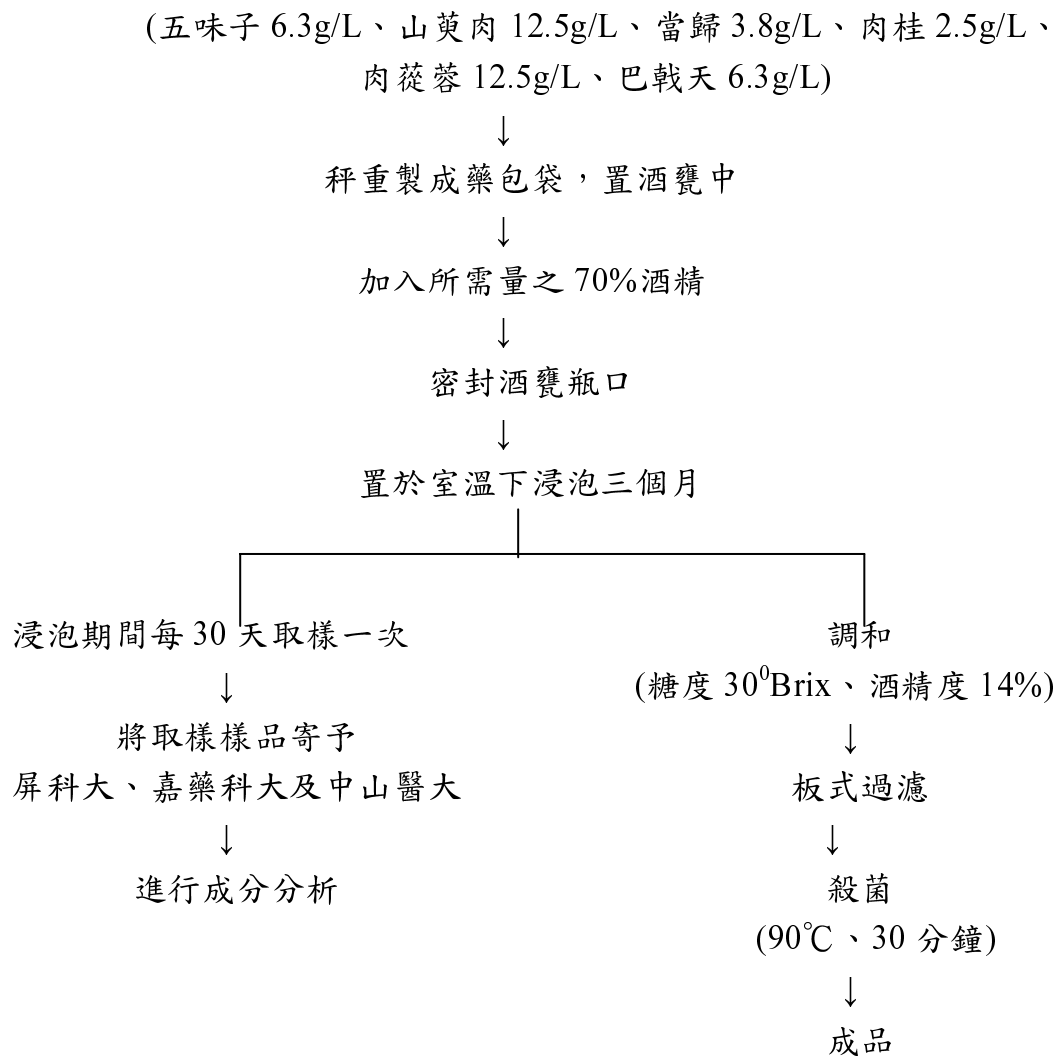 (五味子 6.3g/L、山萸肉 12.5g/L、當歸 3.8g/L、肉桂 2.5g/L、
肉蓯蓉 12.5g/L、巴戟天 6.3g/L)
↓
秤重製成藥包袋，置酒甕中
↓
加入所需量之 70%酒精
↓
密封酒甕瓶口
↓
置於室溫下浸泡三個月
浸泡期間每 30 天取樣一次
↓
將取樣樣品寄予
屏科大、嘉藥科大及中山醫大
↓
進行成分分析
調和
(糖度 30⁰Brix、酒精度 14%)
↓
板式過濾
↓
殺菌
(90℃、30 分鐘)
↓
成品